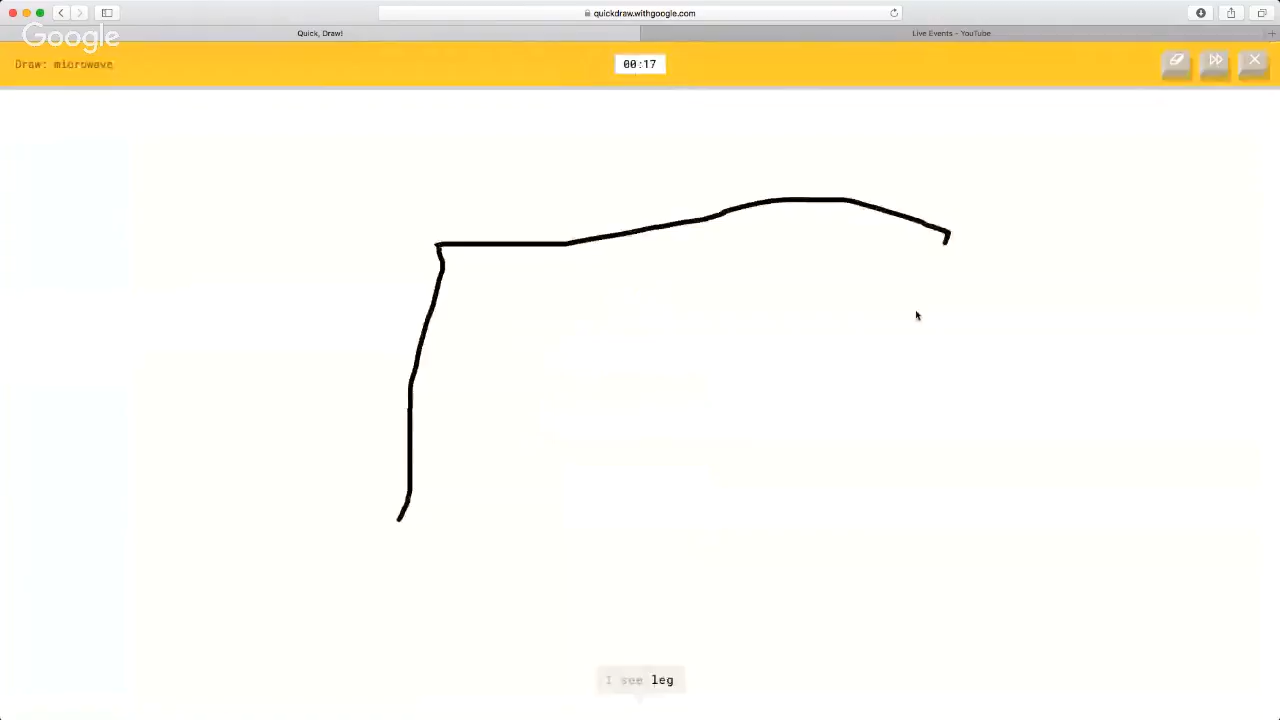 quickdraw.withgoogle.com
Google
Quick, Draw!
Live Events - YouTube
Draw: microwave
00:17
I see leg